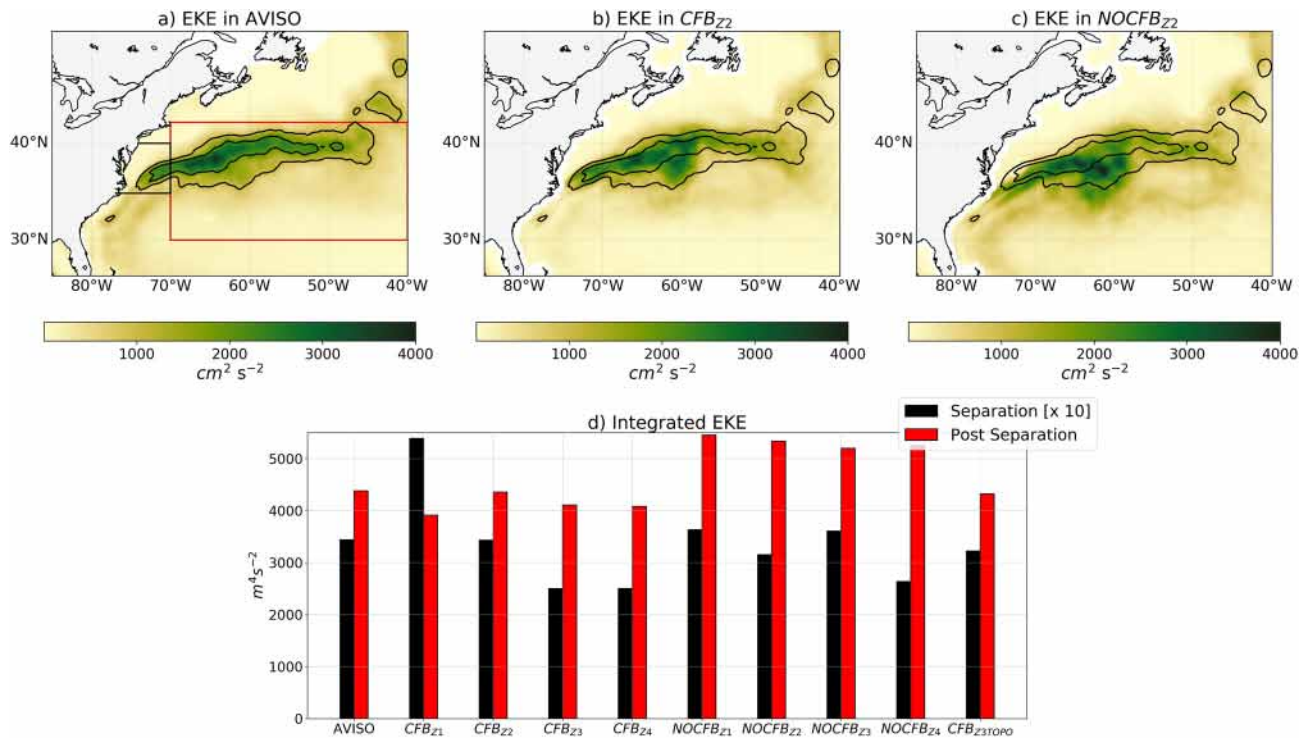 a) EKE in AVISO
b) EKE in CFB_Z2
c) EKE in NOCFB_Z2
40°N
30°N
80°W 70°W 60°W 50°W 40°W
40°N
30°N
80°W 70°W 60°W 50°W 40°W
40°N
30°N
80°W 70°W 60°W 50°W 40°W
1000 2000 3000 4000
cm² s⁻²
1000 2000 3000 4000
cm² s⁻²
1000 2000 3000 4000
cm² s⁻²
d) Integrated EKE
Separation [x 10]
Post Separation
m⁴s⁻²
5000
4000
3000
2000
1000
0
AVISO CFB_Z1 CFB_Z2 CFB_Z3 CFB_Z4 NOCFB_Z1 NOCFB_Z2 NOCFB_Z3 NOCFB_Z4 CFB_Z3TOPO